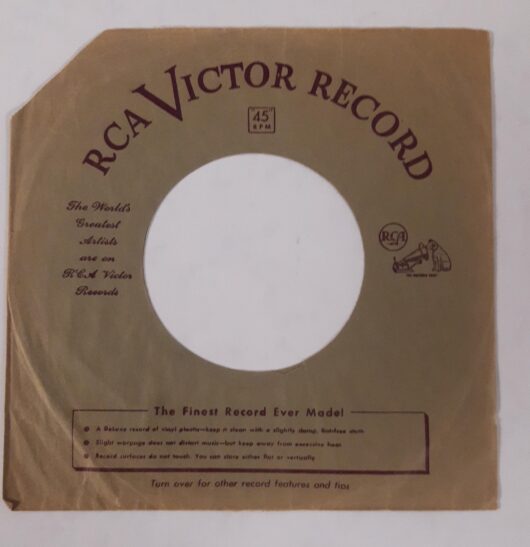 RCA VICTOR RECORD
"45"
RPM
The World's
Greatest
Artists
are on
RCA Victor
Records
RCA
"HIS MASTER'S VOICE"
The Finest Record Ever Made!
A Deluxe record of vinyl plastic—keep it clean with a slightly damp, lint-free cloth
Slight warpage does not distort music—but keep away from excessive heat
Record surfaces do not touch. You can store either flat or vertically
Turn over for other record features and tips